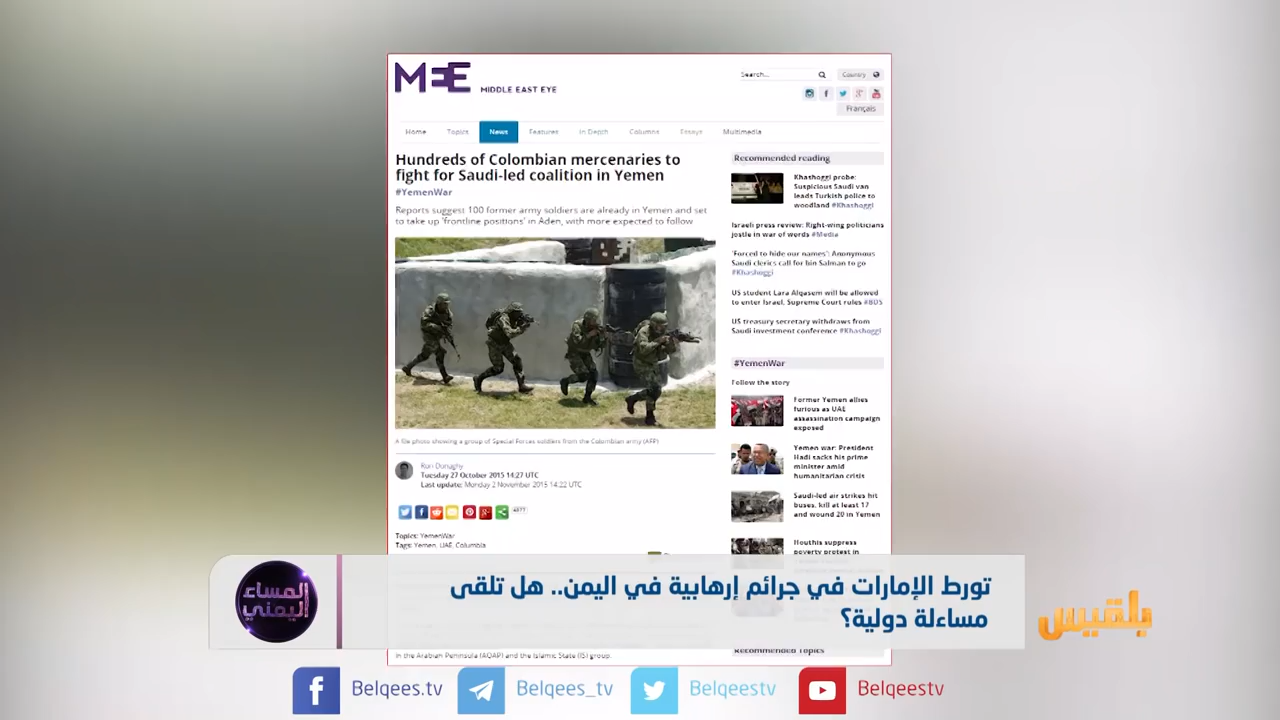 MEE
MIDDLE EAST EYE
Search...
Country
Français
Home
Topics
News
Features
In Depth
Columns
Essays
Multimedia
Hundreds of Colombian mercenaries to
fight for Saudi-led coalition in Yemen
#YemenWar
Reports suggest 100 former army soldiers are already in Yemen and set
to take up 'frontline positions' in Aden, with more expected to follow
A file photo showing a group of Special Forces soldiers from the Colombian army (AFP)
Rori Donaghy
Tuesday 27 October 2015 14:27 UTC
Last update: Monday 2 November 2015 14:22 UTC
Topics: YemenWar
Tags: Yemen, UAE, Columbia
in the Arabian Peninsula (AQAP) and the Islamic State (IS) group.
Recommended reading
Khashoggi probe:
Suspicious Saudi van
leads Turkish police to
woodland #Khashoggi
Israeli press review: Right-wing politicians
jostle in war of words #Media
'Forced to hide our names': Anonymous
Saudi clerics call for bin Salman to go
#Khashoggi
US student Lara Alqasem will be allowed
to enter Israel, Supreme Court rules #BDS
US treasury secretary withdraws from
Saudi investment conference #Khashoggi
#YemenWar
Follow the story
Former Yemen allies
furious as UAE
assassination campaign
exposed
Yemen war: President
Hadi sacks his prime
minister amid
humanitarian crisis
Saudi-led air strikes hit
buses, kill at least 17
and wound 20 in Yemen
Houthis suppress
poverty protest in
Recommended Topics
المساء
اليمني
تورط الإمارات في جرائم إرهابية في اليمن.. هل تلقى
مساءلة دولية؟
بلقيس
Belqees.tv
Belqees_tv
Belqeestv
Belqeestv